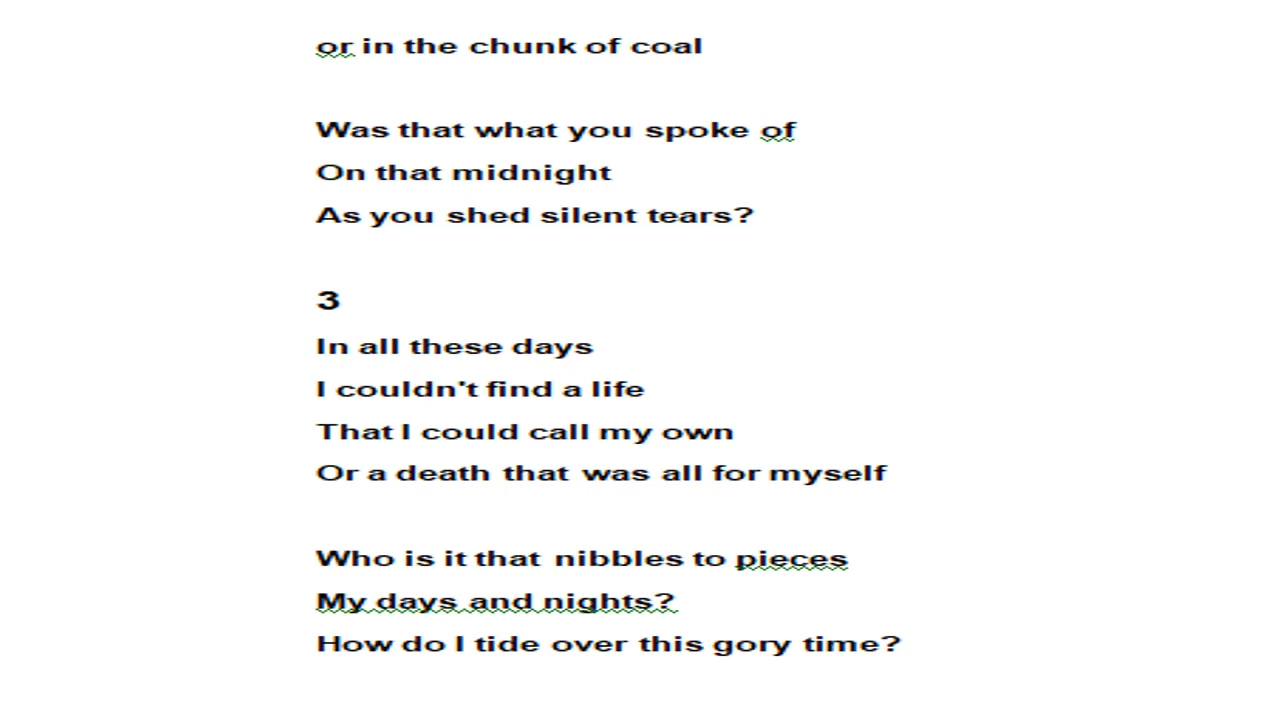 or in the chunk of coal
Was that what you spoke of
On that midnight
As you shed silent tears?
3
In all these days
I couldn't find a life
That I could call my own
Or a death that was all for myself
Who is it that nibbles to pieces
My days and nights?
How do I tide over this gory time?